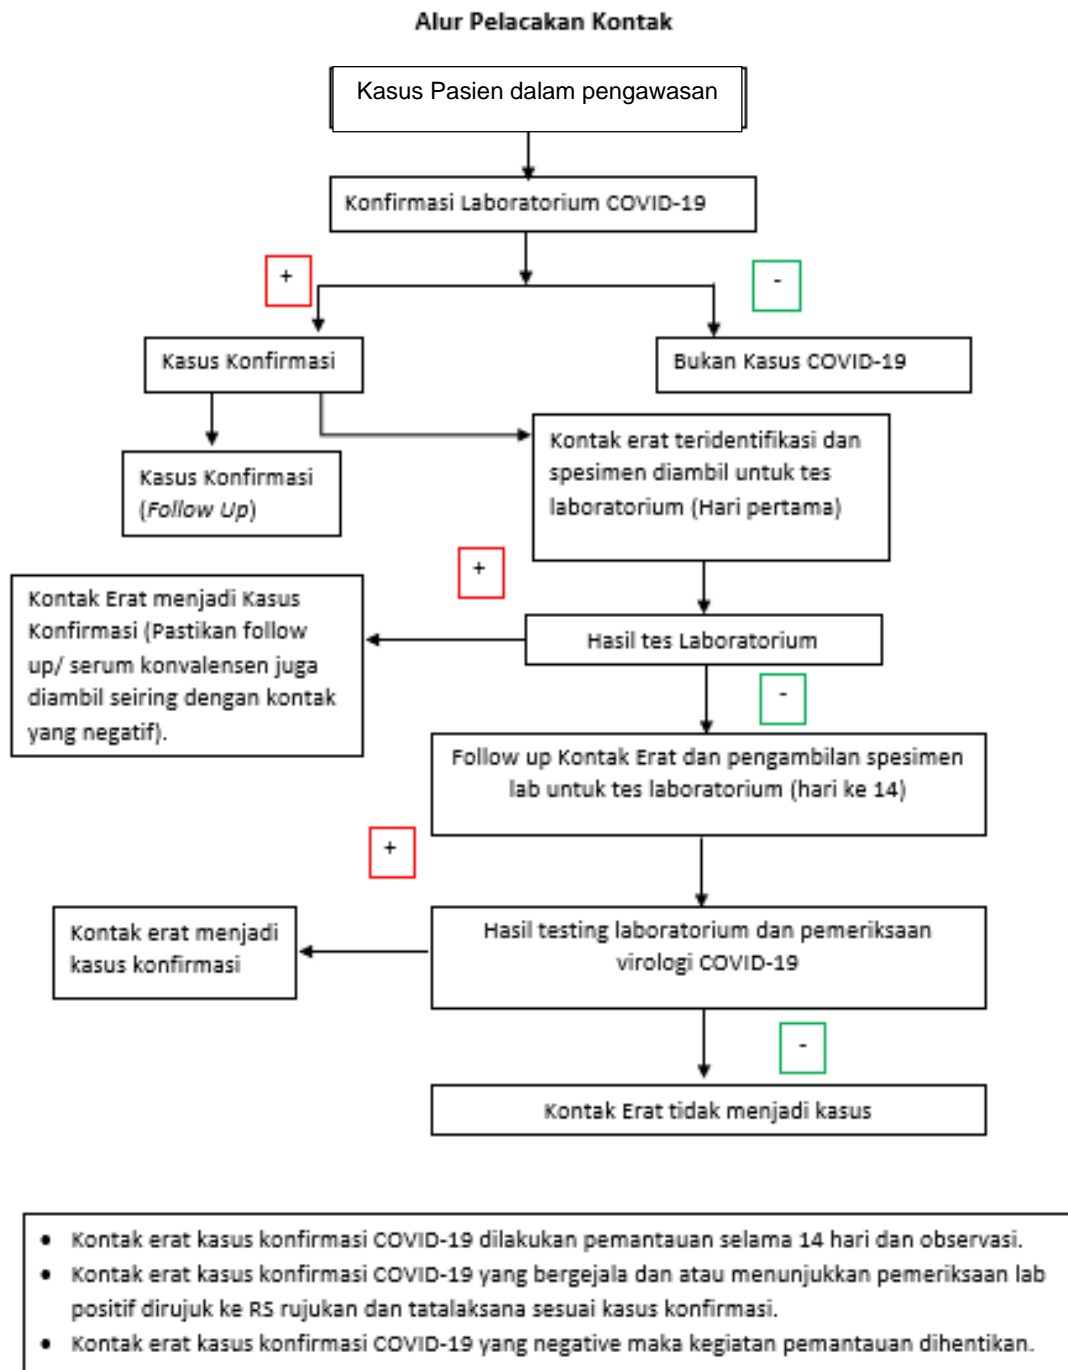 Alur Pelacakan Kontak
Kasus Pasien dalam pengawasan
Konfirmasi Laboratorium COVID-19
+
-
Kasus Konfirmasi
Bukan Kasus COVID-19
Kontak erat teridentifikasi dan
spesimen diambil untuk tes
laboratorium (Hari pertama)
Kasus Konfirmasi
(Follow Up)
+
Kontak Erat menjadi Kasus
Konfirmasi (Pastikan follow
up/ serum konvalensen juga
diambil seiring dengan kontak
yang negatif).
Hasil tes Laboratorium
-
Follow up Kontak Erat dan pengambilan spesimen
lab untuk tes laboratorium (hari ke 14)
+
Kontak erat menjadi
kasus konfirmasi
Hasil testing laboratorium dan pemeriksaan
virologi COVID-19
-
Kontak Erat tidak menjadi kasus
• Kontak erat kasus konfirmasi COVID-19 dilakukan pemantauan selama 14 hari dan observasi.
• Kontak erat kasus konfirmasi COVID-19 yang bergejala dan atau menunjukkan pemeriksaan lab
positif dirujuk ke RS rujukan dan tatalaksana sesuai kasus konfirmasi.
• Kontak erat kasus konfirmasi COVID-19 yang negative maka kegiatan pemantauan dihentikan.